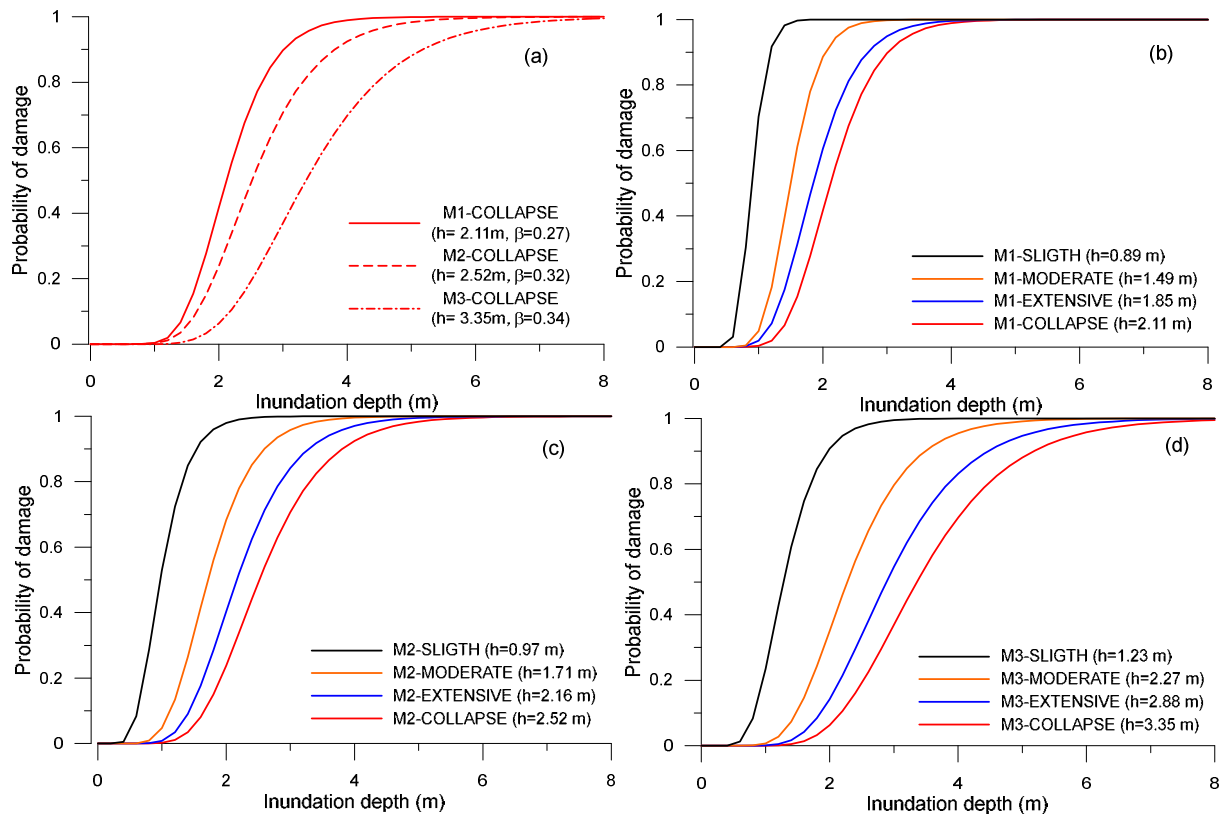 Probability of damage
1
0.8
0.6
0.4
0.2
0
(a)
M1-COLLAPSE
(h= 2.11m, β=0.27)
M2-COLLAPSE
(h= 2.52m, β=0.32)
M3-COLLAPSE
(h= 3.35m, β=0.34)
0 2 4 6 8
Inundation depth (m)
Probability of damage
1
0.8
0.6
0.4
0.2
0
(b)
M1-SLIGTH (h=0.89 m)
M1-MODERATE (h=1.49 m)
M1-EXTENSIVE (h=1.85 m)
M1-COLLAPSE (h=2.11 m)
0 2 4 6 8
Inundation depth (m)
Probability of damage
1
0.8
0.6
0.4
0.2
0
(c)
M2-SLIGTH (h=0.97 m)
M2-MODERATE (h=1.71 m)
M2-EXTENSIVE (h=2.16 m)
M2-COLLAPSE (h=2.52 m)
0 2 4 6 8
Inundation depth (m)
Probability of damage
1
0.8
0.6
0.4
0.2
0
(d)
M3-SLIGTH (h=1.23 m)
M3-MODERATE (h=2.27 m)
M3-EXTENSIVE (h=2.88 m)
M3-COLLAPSE (h=3.35 m)
0 2 4 6 8
Inundation depth (m)